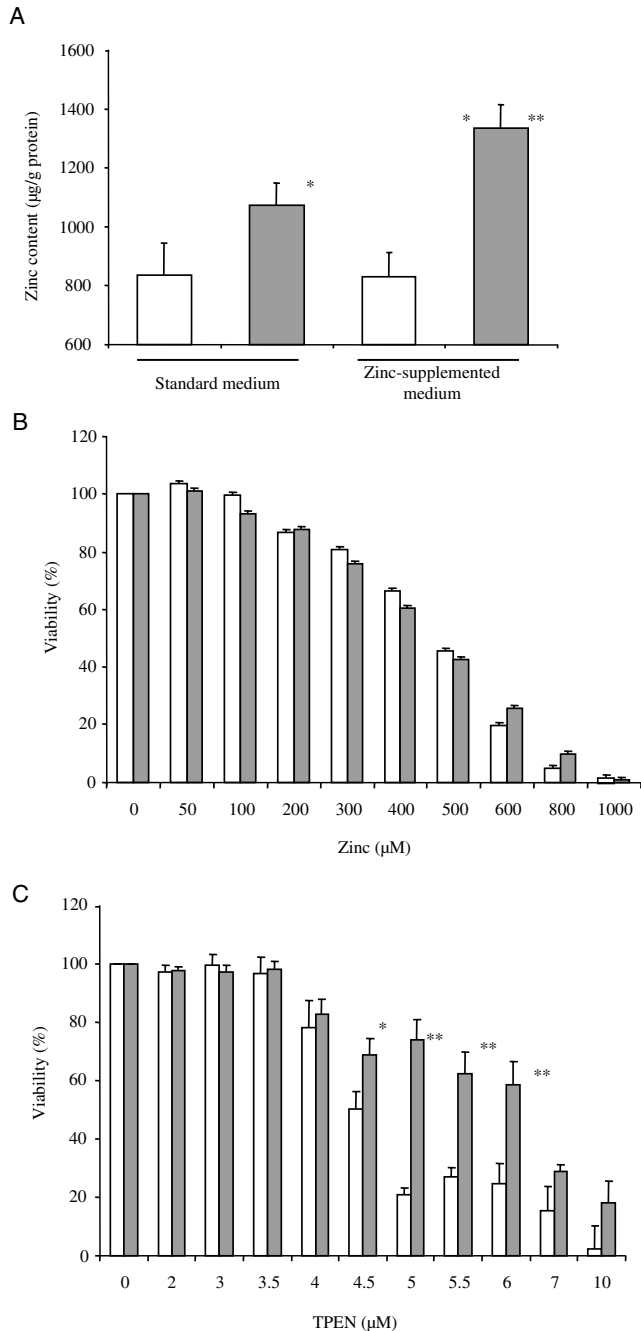 A
1600
1400
1200
1000
800
600
Zinc content (µg/g protein)
*
* **
Standard medium
Zinc-supplemented
medium
B
120
100
80
60
40
20
0
Viability (%)
0 50 100 200 300 400 500 600 800 1000
Zinc (µM)
C
120
100
80
60
40
20
0
Viability (%)
* ** ** **
0 2 3 3.5 4 4.5 5 5.5 6 7 10
TPEN (µM)